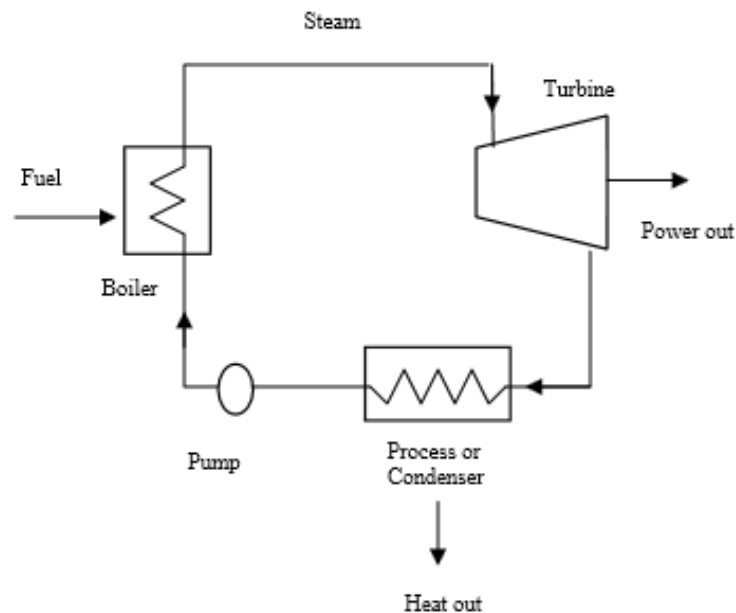 Steam
Turbine
Fuel
Power out
Boiler
Pump
Process or
Condenser
Heat out